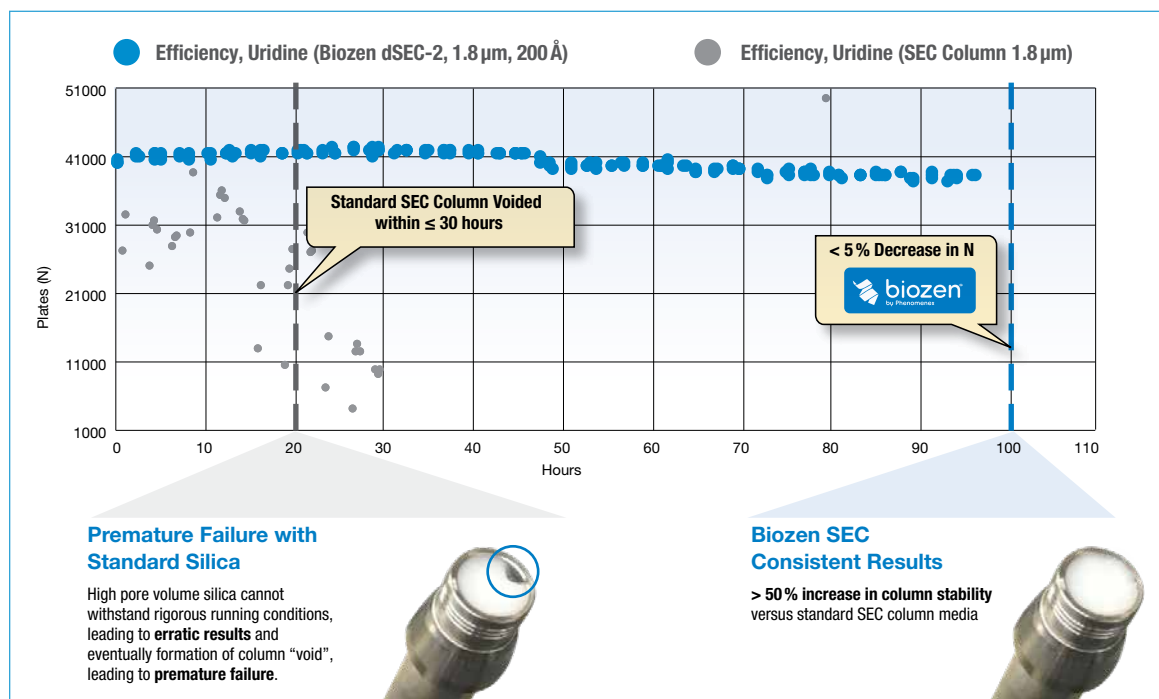 Efficiency, Uridine (Biozen dSEC-2, 1.8 µm, 200 Å)
Efficiency, Uridine (SEC Column 1.8 µm)
51000
41000
31000
21000
11000
1000
Plates (N)
Standard SEC Column Voided
within ≤ 30 hours
< 5 % Decrease in N
biozen™
by Phenomenex
0 10 20 30 40 50 60 70 80 90 100 110
Hours
Premature Failure with
Standard Silica
High pore volume silica cannot
withstand rigorous running conditions,
leading to erratic results and
eventually formation of column “void”,
leading to premature failure.
Biozen SEC
Consistent Results
> 50 % increase in column stability
versus standard SEC column media